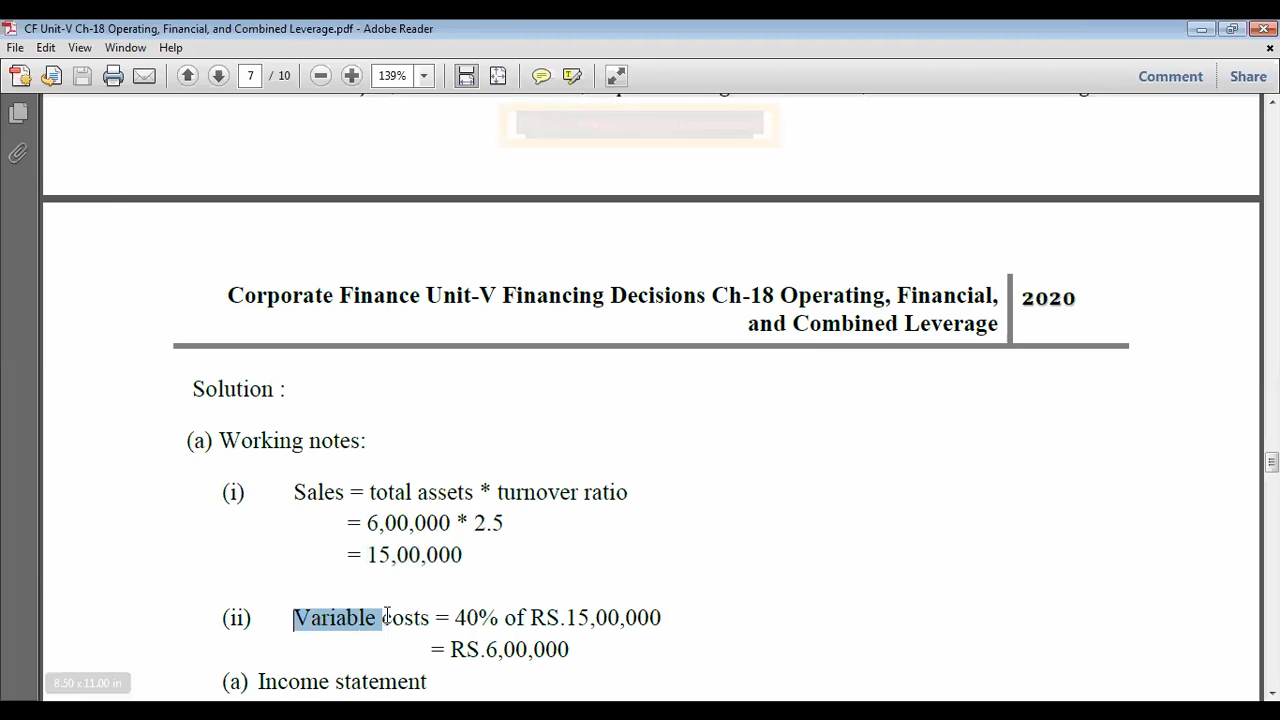 CF Unit-V Ch-18 Operating, Financial, and Combined Leverage.pdf - Adobe Reader
File Edit View Window Help
7 / 10 139% Comment Share
Corporate Finance Unit-V Financing Decisions Ch-18 Operating, Financial, and Combined Leverage
2020
Solution :
(a) Working notes:
(i) Sales = total assets * turnover ratio
= 6,00,000 * 2.5
= 15,00,000
(ii) Variable costs = 40% of RS.15,00,000
= RS.6,00,000
(a) Income statement
8.50 x 11.00 in